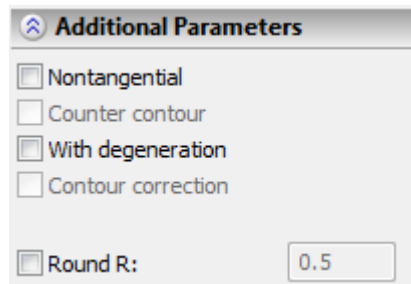 Additional Parameters
Nontangential
Counter contour
With degeneration
Contour correction
Round R: 0.5